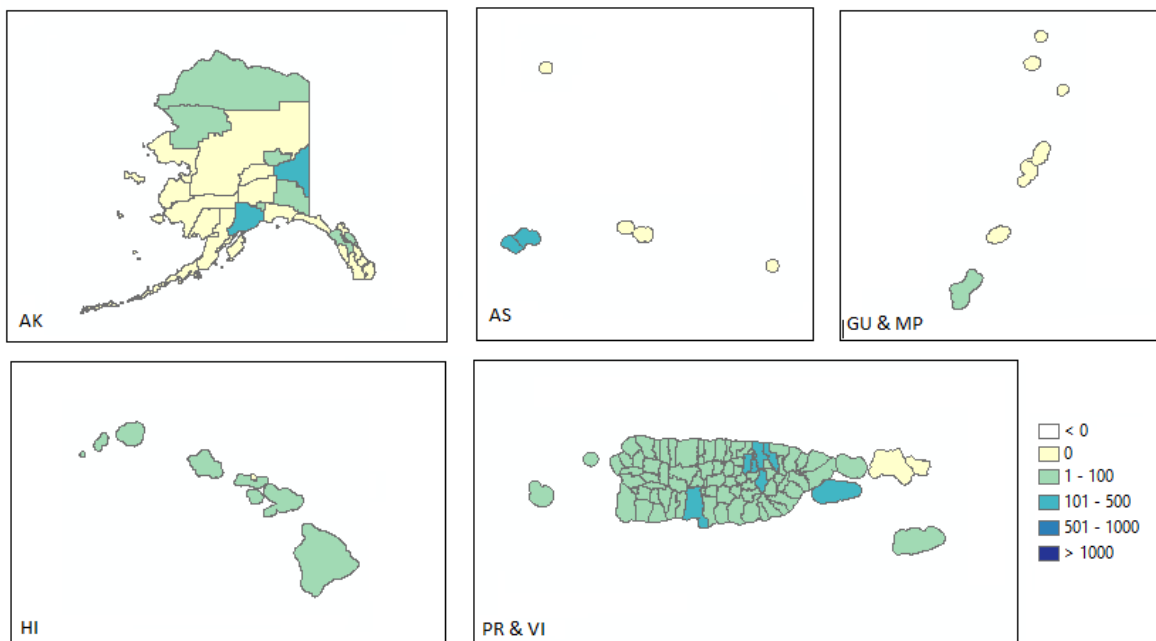 AK
AS
GU & MP
HI
PR & VI
< 0
0
1 - 100
101 - 500
501 - 1000
> 1000